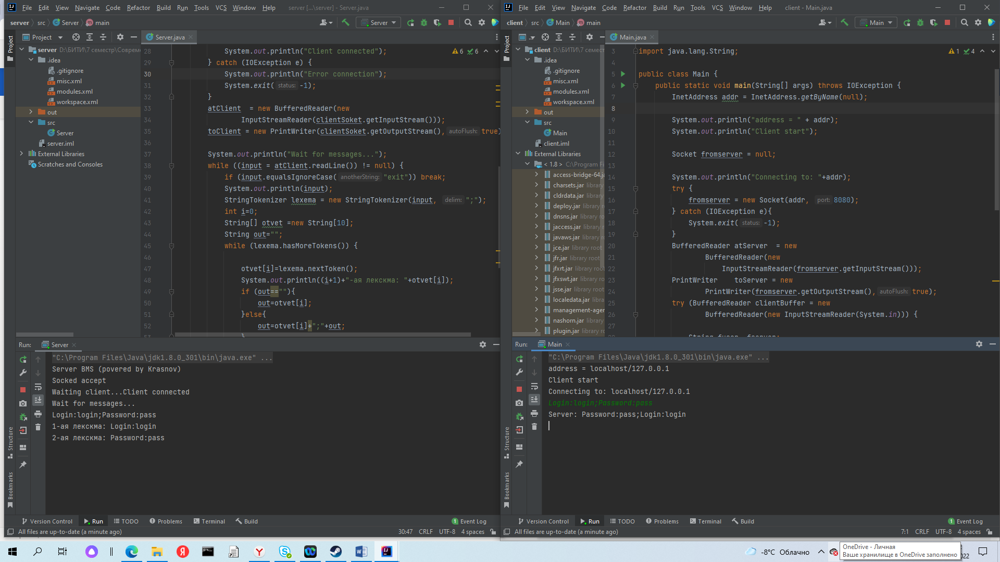 File Edit View Navigate Code Refactor Build Run Tools VCS Window Help server [...\server] - Server.java
server src Server main
Server
Project
Server.java
server D:\БИТИ\7 семестр\Совреме
.idea
.gitignore
misc.xml
modules.xml
workspace.xml
out
src
Server
server.iml
External Libraries
Scratches and Consoles
6 6
28 System.out.println("Client connected");
29 } catch (IOException e) {
30 System.out.println("Error connection");
31 System.exit( status: -1);
32 }
33 atClient = new BufferedReader(new
34 InputStreamReader(clientSoket.getInputStream()));
35 toClient = new PrintWriter(clientSoket.getOutputStream(), autoFlush: true)
36
37 System.out.println("Wait for messages...");
38 while ((input = atClient.readLine()) != null) {
39 if (input.equalsIgnoreCase( anotherString: "exit")) break;
40 System.out.println(input);
41 StringTokenizer lexema = new StringTokenizer(input, delim: ";");
42 int i=0;
43 String[] otvet =new String[10];
44 String out="";
45 while (lexema.hasMoreTokens()) {
46
47 otvet[i]=lexema.nextToken();
48 System.out.println((i+1)+"-ая лекскма: "+otvet[i]);
49 if (out==""){
50 out=otvet[i];
51 }else{
52 out=otvet[i]+";"+out;
53 }
Run: Server
"C:\Program Files\Java\jdk1.8.0_301\bin\java.exe" ...
Server BMS (povered by Krasnov)
Socked accept
Waiting client...Client connected
Wait for messages...
Login:login;Password:pass
1-ая лекскма: Login:login
2-ая лекскма: Password:pass
Project
Structure
Bookmarks
Version Control Run TODO Problems Terminal Build 1 Event Log
All files are up-to-date (a minute ago) 30:47 CRLF UTF-8 4 spaces
File Edit View Navigate Code Refactor Build Run Tools VCS Window Help client - Main.java
client src Main main
Main
Main.java
client D:\БИТИ\7 семест
.idea
.gitignore
misc.xml
modules.xml
workspace.xml
out
src
Main
client.iml
External Libraries
< 1.8 > C:\Program Fi
access-bridge-64.ja
charsets.jar library
cldrdata.jar library
deploy.jar library
dnsns.jar library ro
jaccess.jar library
javaws.jar library
jce.jar library root
jfr.jar library root
jfxrt.jar library root
jfxswt.jar library
jsse.jar library ro
localedata.jar libra
management-ager
nashorn.jar library
plugin.jar library ro
1 4
3 import java.lang.String;
4
5 public class Main {
6 public static void main(String[] args) throws IOException {
7 InetAddress addr = InetAddress.getByName(null);
8
9 System.out.println("address = " + addr);
10 System.out.println("Client start");
11
12 Socket fromserver = null;
13
14 System.out.println("Connecting to: "+addr);
15 try {
16 fromserver = new Socket(addr, port: 8080);
17 } catch (IOException e){
18 System.exit( status: -1);
19 }
20 BufferedReader atServer = new
21 BufferedReader(new
22 InputStreamReader(fromserver.getInputStream()));
23 PrintWriter toServer = new
24 PrintWriter(fromserver.getOutputStream(), autoFlush: true);
25 try (BufferedReader clientBuffer = new
26 BufferedReader(new InputStreamReader(System.in))) {
27
28 String fuser, fserver;
Run: Main
"C:\Program Files\Java\jdk1.8.0_301\bin\java.exe" ...
address = localhost/127.0.0.1
Client start
Connecting to: localhost/127.0.0.1
Login:login;Password:pass
Server: Password:pass;Login:login
Project
Structure
Bookmarks
Version Control Run TODO Problems Terminal Build 1 Event Log
All files are up-to-date (a minute ago) 7:1 CRLF UTF-8 4 spaces
-8°C Облачно
OneDrive - Личная
Ваше хранилище в OneDrive заполнено